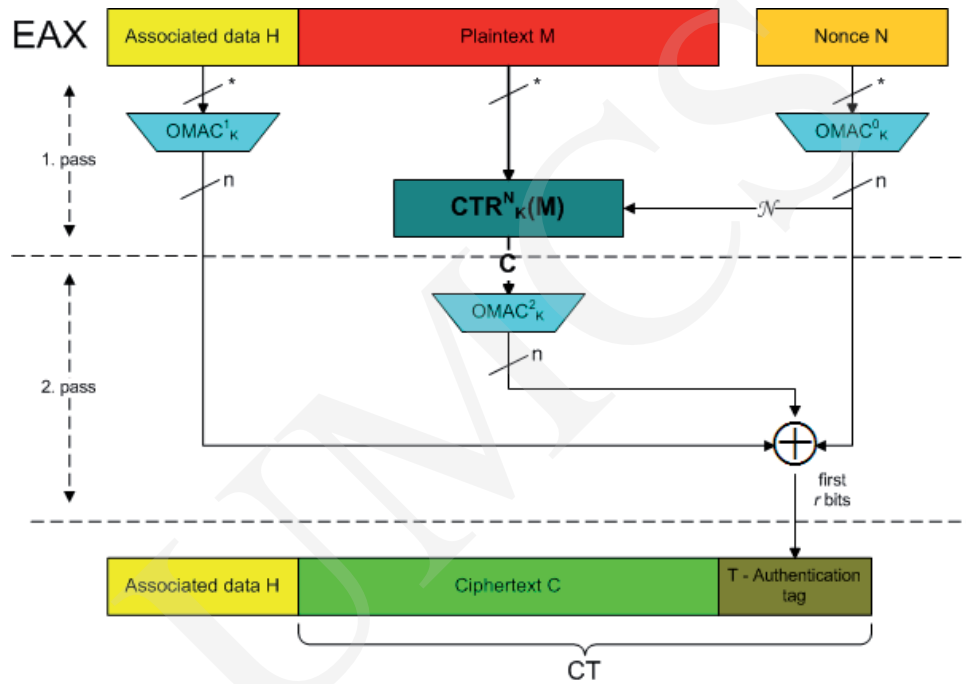 EAX
Associated data H
Plaintext M
Nonce N
*
*
*
OMAC¹ₖ
OMAC⁰ₖ
1. pass
n
n
CTRᴺₖ(M)
𝒩
C
OMAC²ₖ
n
2. pass
first
r bits
Associated data H
Ciphertext C
T - Authentication
tag
CT
UMCS